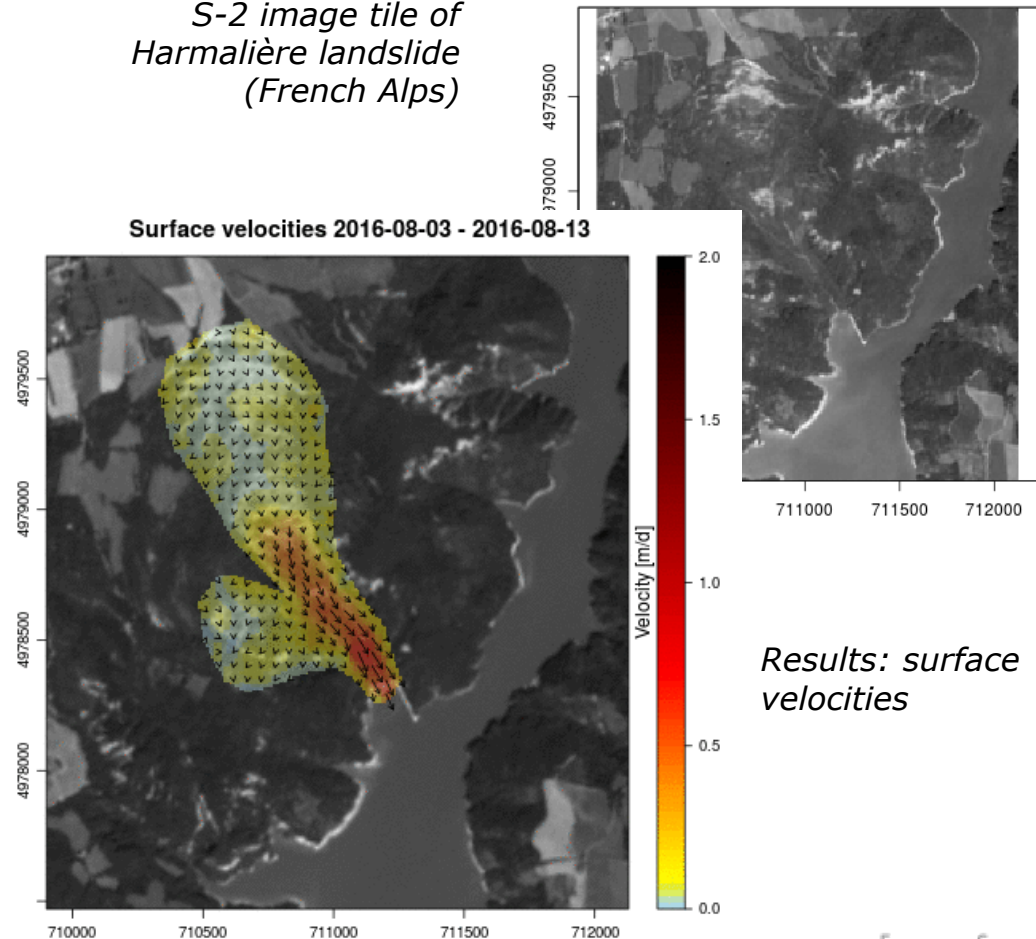 S-2 image tile of
Harmalière landslide
(French Alps)
4979500
711000 711500 712000
Surface velocities 2016-08-03 - 2016-08-13
4979500
4979000
4978500
4978000
710000 710500 711000 711500 712000
2.0
1.5
1.0
0.5
0.0
Velocity [m/d]
Results: surface
velocities